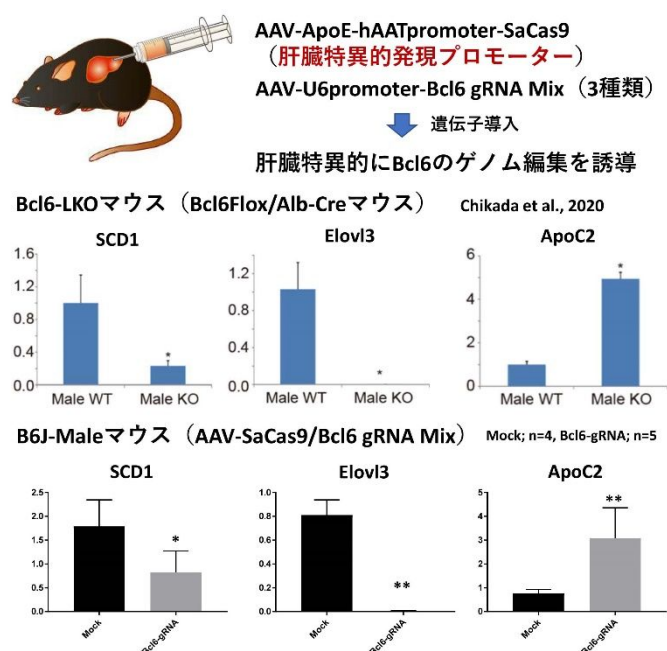 AAV-ApoE-hAATpromoter-SaCas9
（肝臓特異的発現プロモーター）
AAV-U6promoter-Bcl6 gRNA Mix（3種類）
遺伝子導入
肝臓特異的にBcl6のゲノム編集を誘導
Bcl6-LKOマウス（Bcl6Flox/Alb-Creマウス） Chikada et al., 2020
SCD1 Elovl3 ApoC2
1.6
1.2
0.8
0.4
0.0
*
Male WT Male KO
1.2
0.8
0.4
0.0
*
Male WT Male KO
6
4
2
0
*
Male WT Male KO
B6J-Maleマウス（AAV-SaCas9/Bcl6 gRNA Mix） Mock; n=4, Bcl6-gRNA; n=5
SCD1 Elovl3 ApoC2
2.5
2.0
1.5
1.0
0.5
0.0
*
Mock Bcl6-gRNA
1.0
0.8
0.6
0.4
0.2
0.0
**
Mock Bcl6-gRNA
5
4
3
2
1
0
**
Mock Bcl6-gRNA